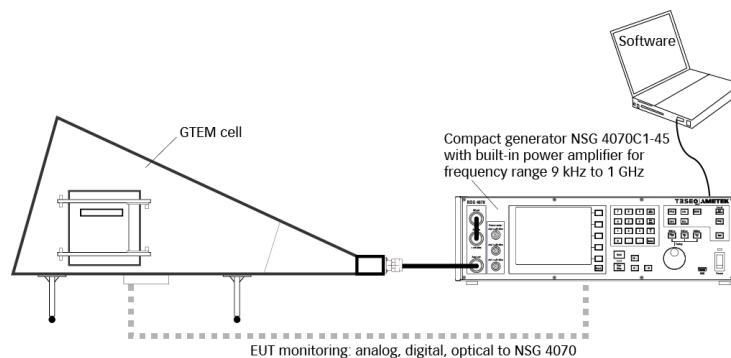 Software
GTEM cell
Compact generator NSG 4070C1-45
with built-in power amplifier for
frequency range 9 kHz to 1 GHz
NSG 4070
TESEQ AMETEK
EUT monitoring: analog, digital, optical to NSG 4070